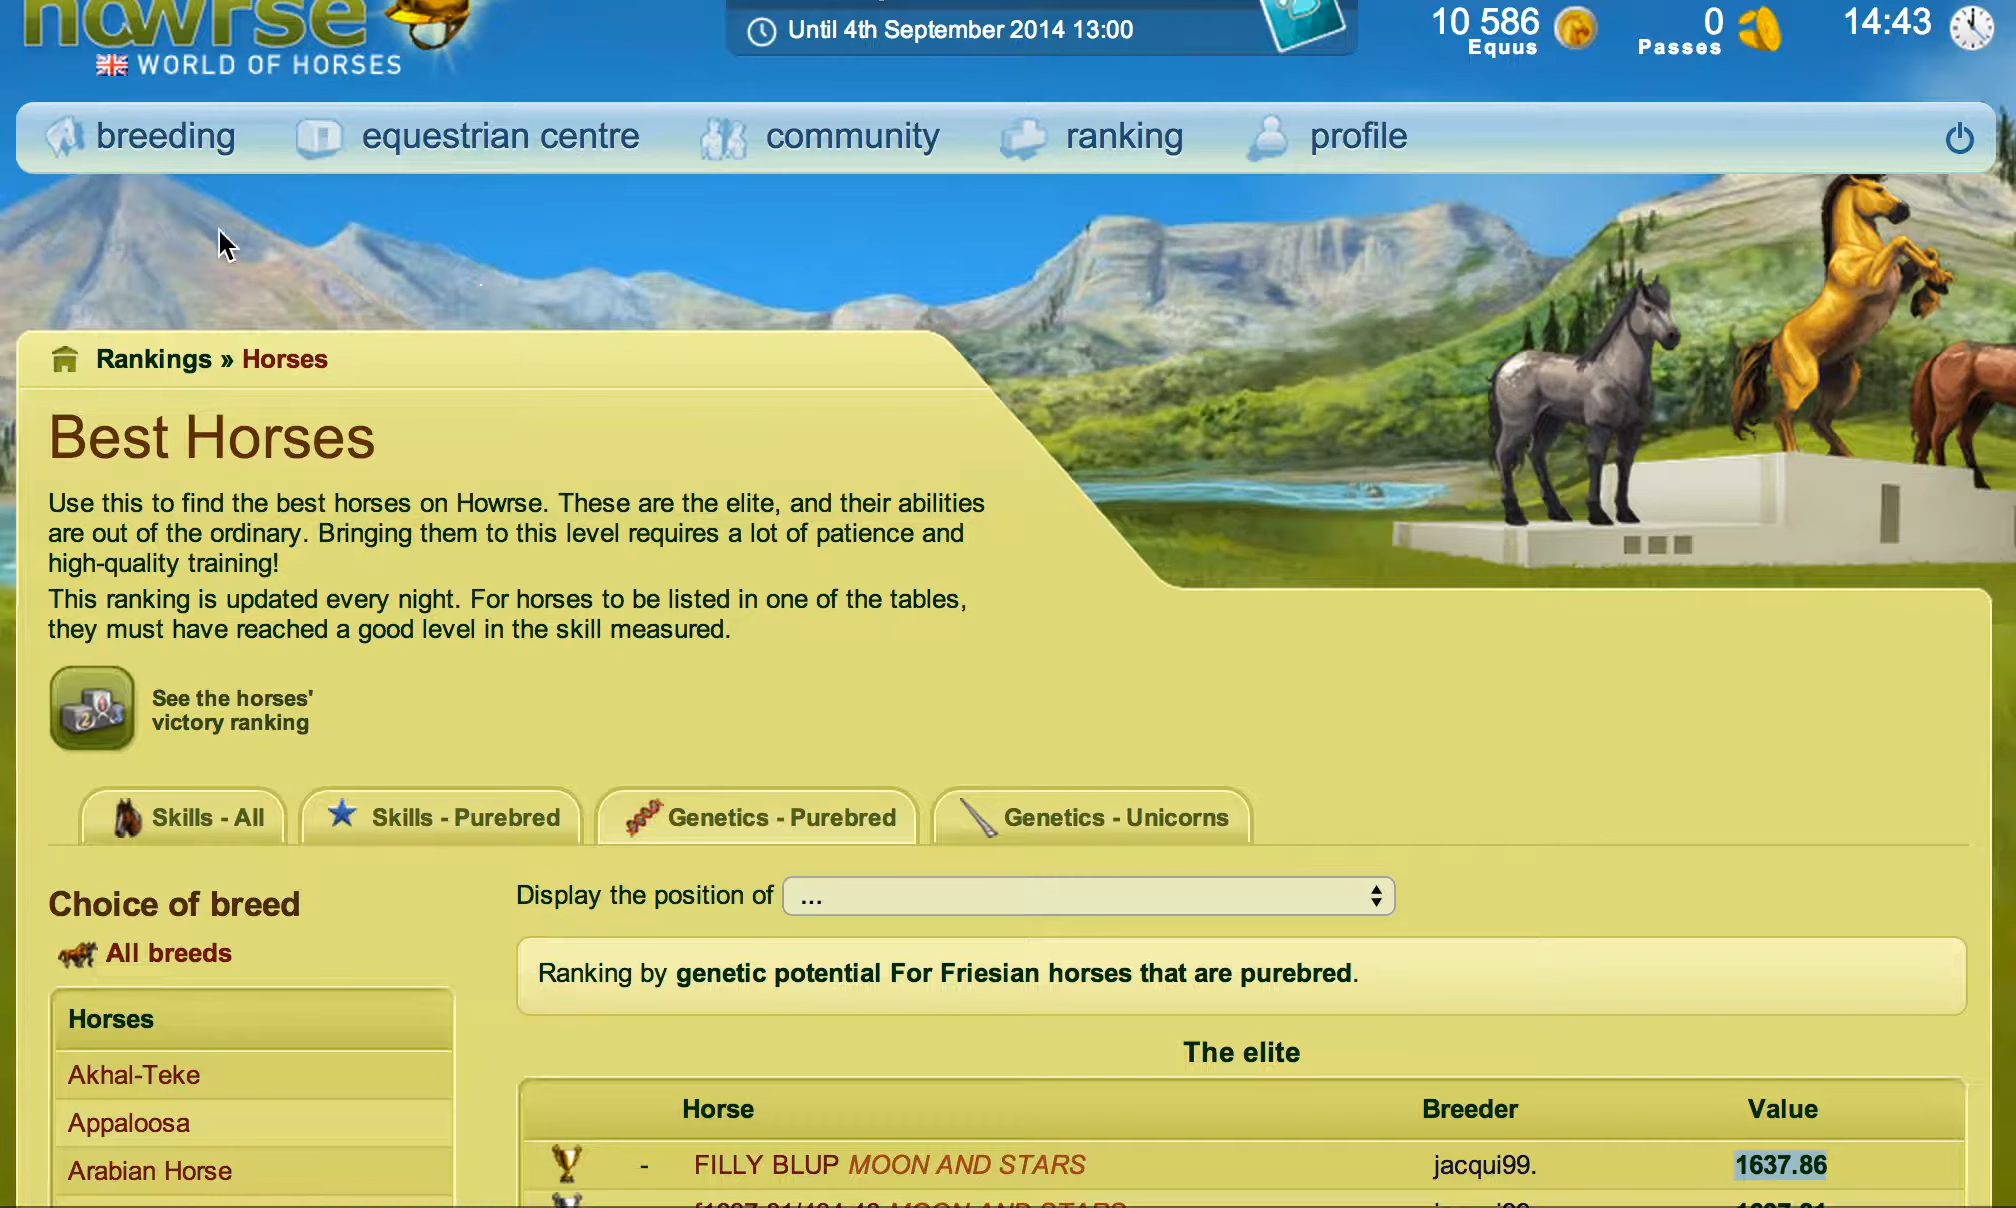 howrse
WORLD OF HORSES
Until 4th September 2014 13:00
10 586
Equus
0
Passes
14:43
breeding
equestrian centre
community
ranking
profile
Rankings » Horses
Best Horses
Use this to find the best horses on Howrse. These are the elite, and their abilities
are out of the ordinary. Bringing them to this level requires a lot of patience and
high-quality training!
This ranking is updated every night. For horses to be listed in one of the tables,
they must have reached a good level in the skill measured.
See the horses'
victory ranking
Skills - All
Skills - Purebred
Genetics - Purebred
Genetics - Unicorns
Choice of breed
All breeds
Horses
Akhal-Teke
Appaloosa
Arabian Horse
Display the position of ...
Ranking by genetic potential For Friesian horses that are purebred.
The elite
Horse Breeder Value
- FILLY BLUP MOON AND STARS jacqui99. 1637.86
MOON AND STARS